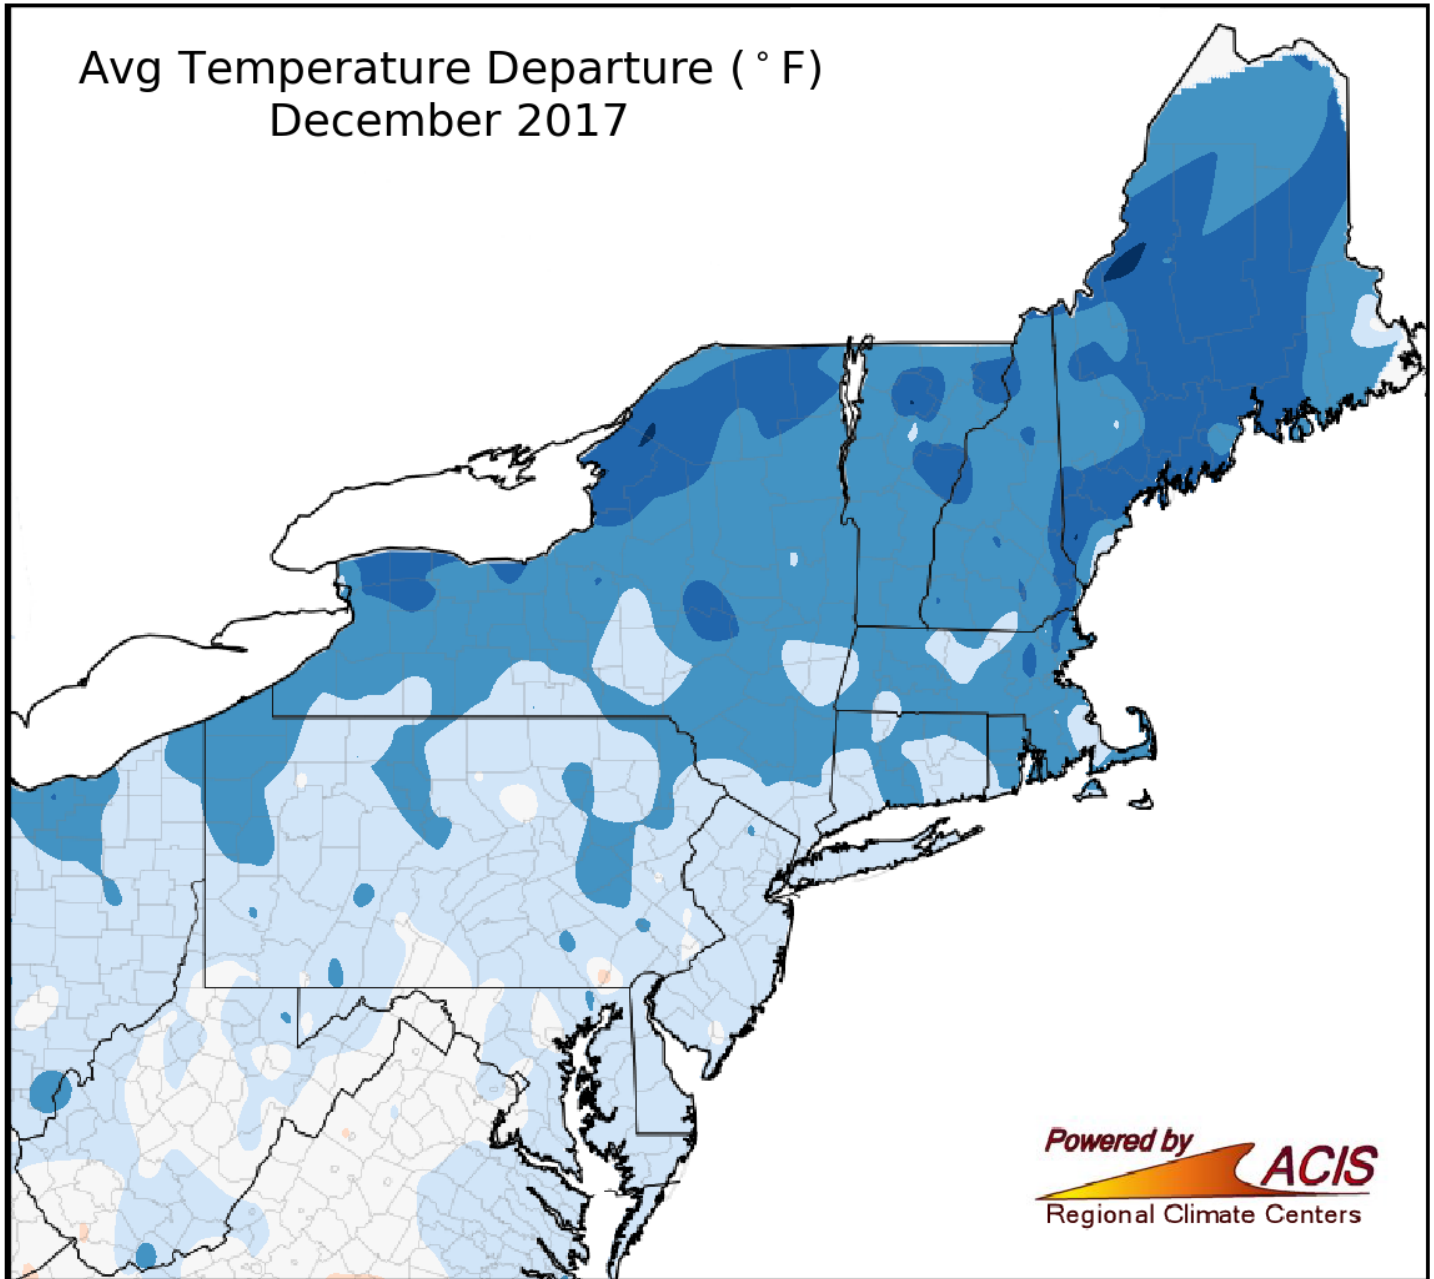 Avg Temperature Departure (°F)
December 2017
Powered by
ACIS
Regional Climate Centers